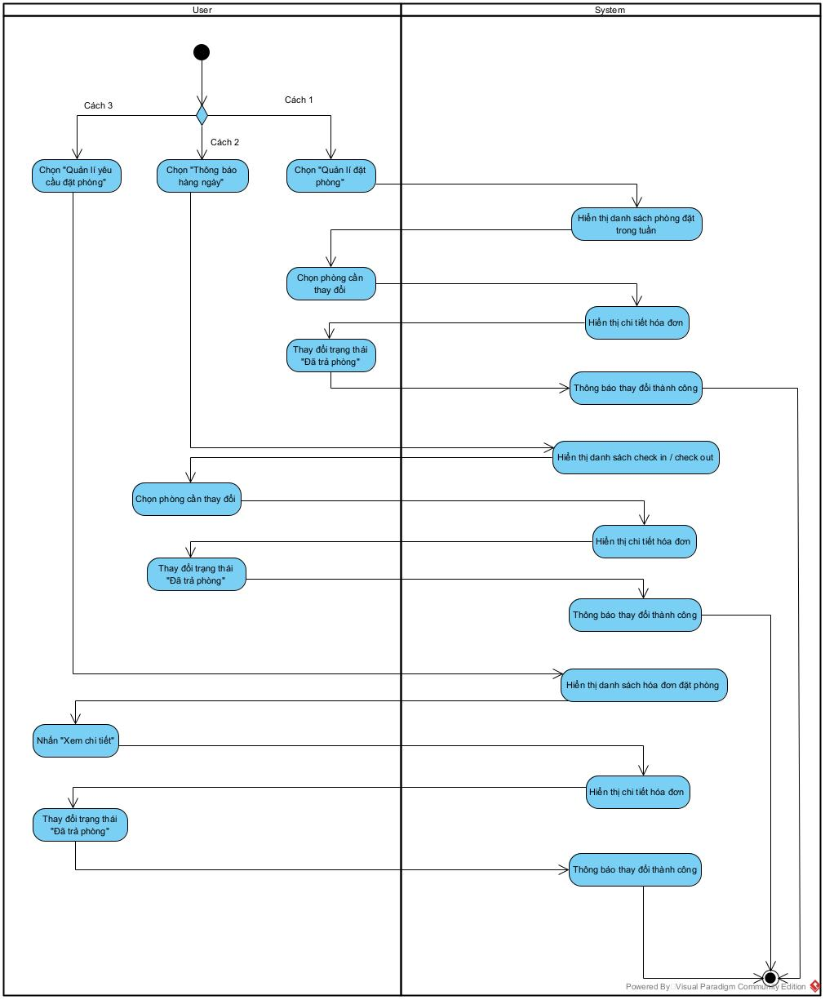 User
System
Cách 3
Cách 1
Cách 2
Chọn "Quản lí yêu
cầu đặt phòng"
Chọn "Thông báo
hàng ngày"
Chọn "Quản lí đặt
phòng"
Hiển thị danh sách phòng đặt
trong tuần
Chọn phòng cần
thay đổi
Hiển thị chi tiết hóa đơn
Thay đổi trạng thái
"Đã trả phòng"
Thông báo thay đổi thành công
Hiển thị danh sách check in / check out
Chọn phòng cần thay đổi
Hiển thị chi tiết hóa đơn
Thay đổi trạng thái
"Đã trả phòng"
Thông báo thay đổi thành công
Hiển thị danh sách hóa đơn đặt phòng
Nhấn "Xem chi tiết"
Hiển thị chi tiết hóa đơn
Thay đổi trạng thái
"Đã trả phòng"
Thông báo thay đổi thành công
Powered By Visual Paradigm Community Edition